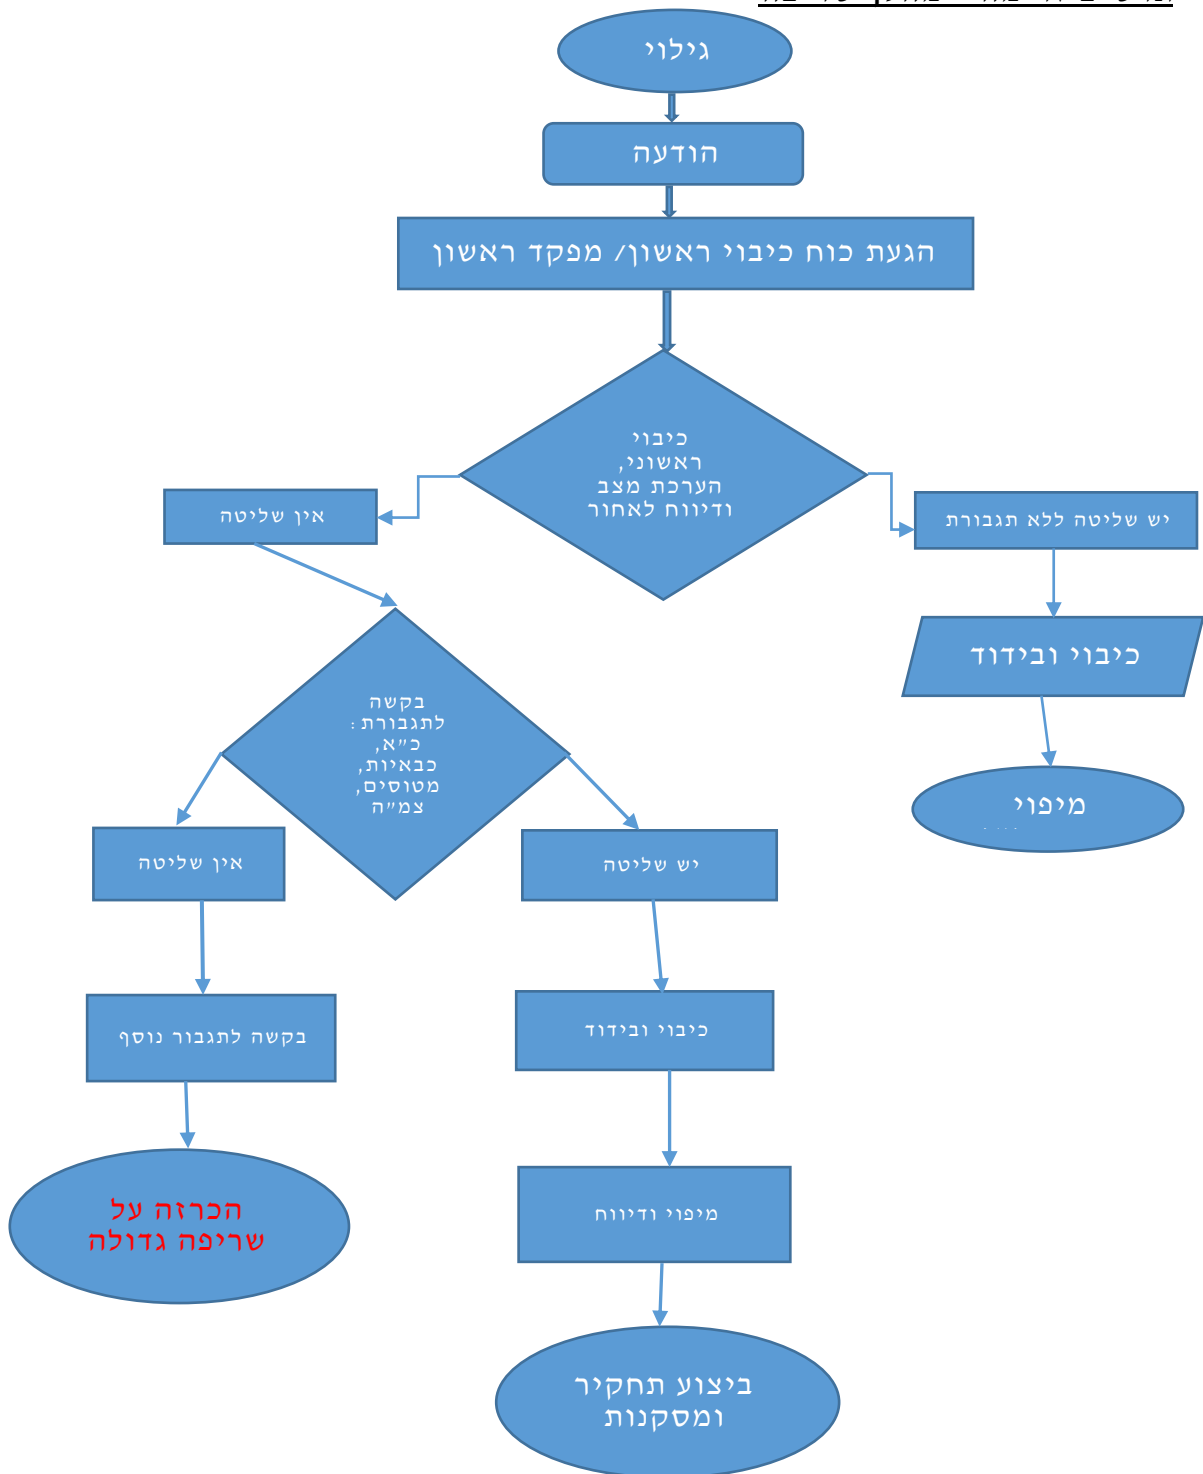 גילוי
הודעה
הגעת כוח כיבוי ראשון/ מפקד ראשון
כיבוי
ראשוני,
הערכת מצב
ודיווח לאחור
אין שליטה
יש שליטה ללא תגבורת
כיבוי ובידוד
מיפוי
בקשה
לתגבורת:
כ"א,
כבאיות,
מטוסים,
צמ"ה
אין שליטה
יש שליטה
בקשה לתגבור נוסף
כיבוי ובידוד
הכרזה על
שריפה גדולה
מיפוי ודיווח
ביצוע תחקיר
ומסקנות